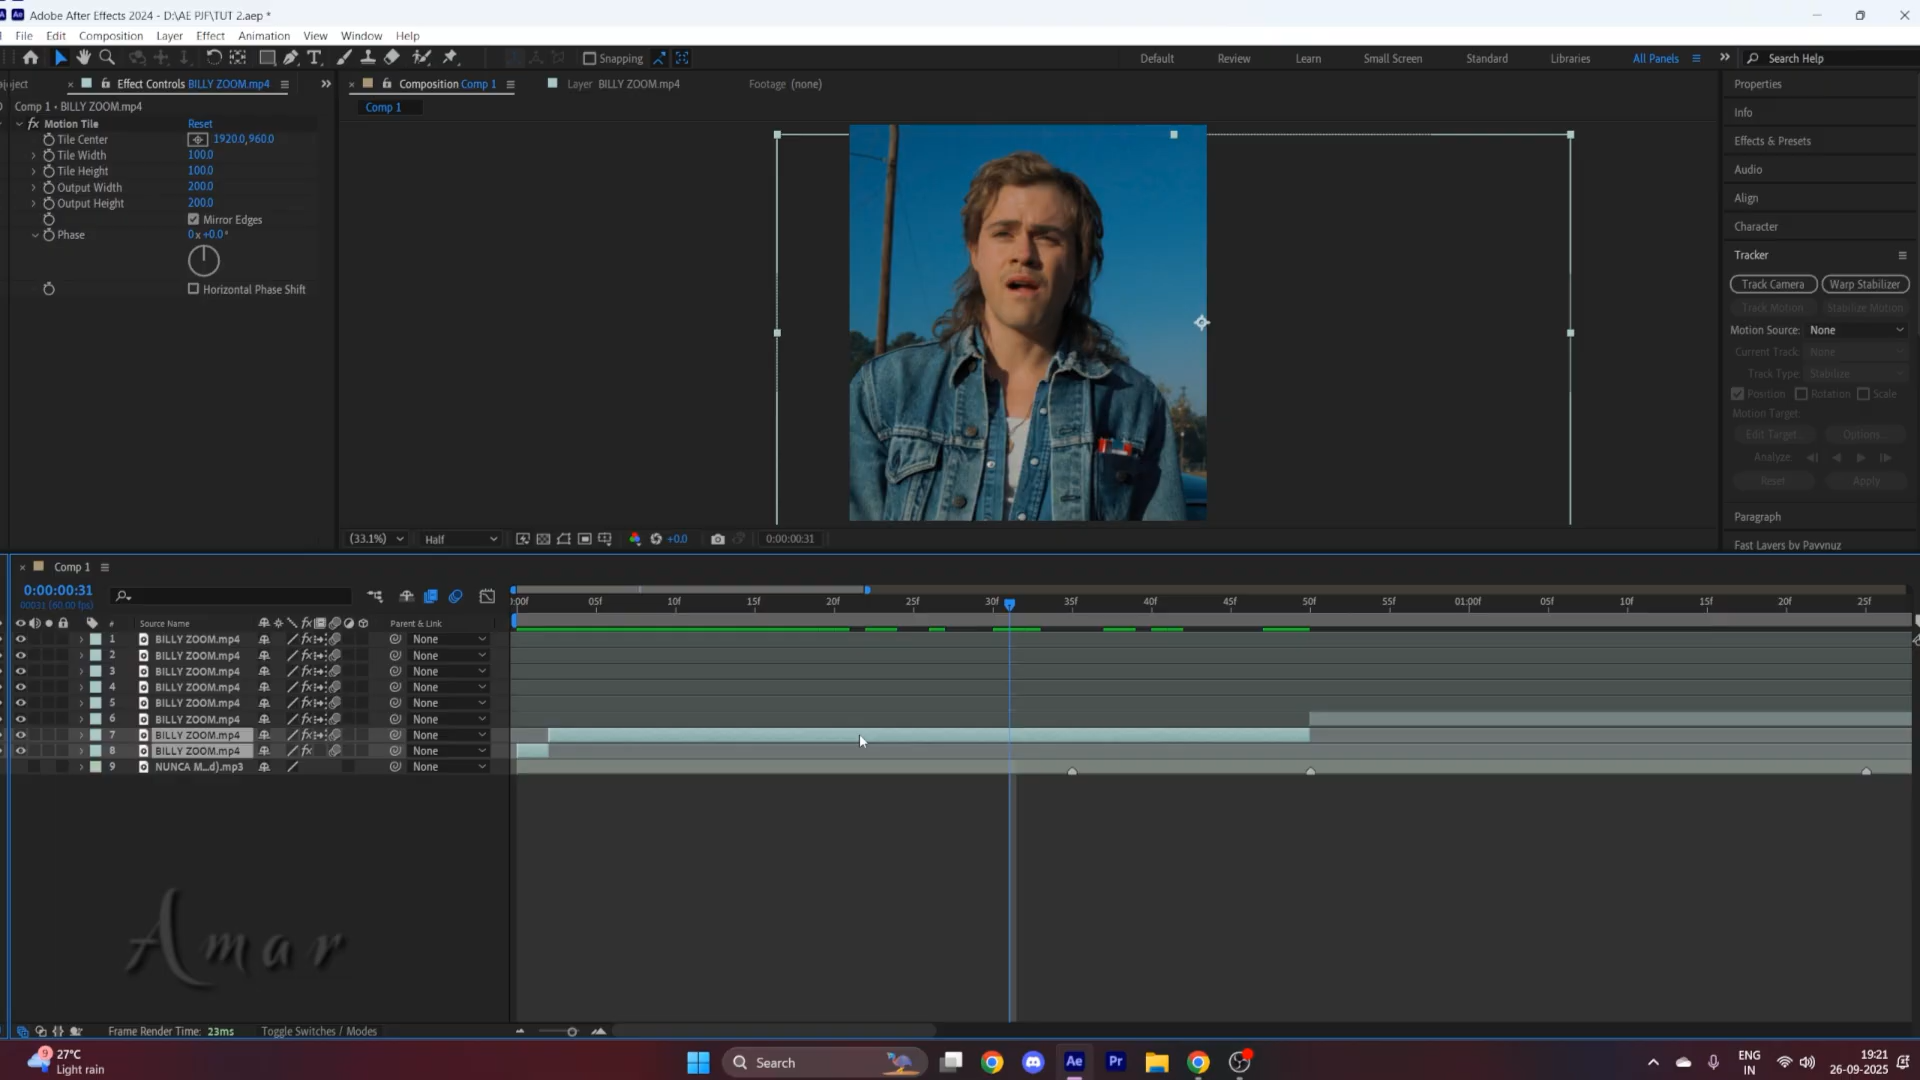 Adobe After Effects 2024 - D:\AE PJF\TUT 2.aep *
File Edit Composition Layer Effect Animation View Window Help
Snapping Default Review Learn Small Screen Standard Libraries All Panels Search Help
Effect Controls BILLY ZOOM.mp4
Composition Comp 1
Layer BILLY ZOOM.mp4
Footage (none)
Comp 1 • BILLY ZOOM.mp4
Comp 1
fx Motion Tile Reset
Tile Center 1920.0,960.0
Tile Width 100.0
Tile Height 100.0
Output Width 200.0
Output Height 200.0
Mirror Edges
Phase 0x+0.0°
Horizontal Phase Shift
Properties
Info
Effects & Presets
Audio
Align
Character
Tracker
Track Camera Warp Stabilizer
Track Motion Stabilize Motion
Motion Source: None
Current Track: None
Track Type: Stabilize
Position Rotation Scale
Motion Target:
Edit Target... Options...
Analyze:
Reset Apply
Paragraph
Fast Layers by Pavvnuz
(33.1%) Half +0.0 0:00:00:31
Comp 1
0:00:00:31
00031 (60.00 fps)
:00f 05f 10f 15f 20f 25f 30f 35f 40f 45f 50f 55f 01:00f 05f 10f 15f 20f 25f
# Source Name Parent & Link
1 BILLY ZOOM.mp4 None
2 BILLY ZOOM.mp4 None
3 BILLY ZOOM.mp4 None
4 BILLY ZOOM.mp4 None
5 BILLY ZOOM.mp4 None
6 BILLY ZOOM.mp4 None
7 BILLY ZOOM.mp4 None
8 BILLY ZOOM.mp4 None
9 NUNCA M...d).mp3 None
Amar
Frame Render Time: 23ms Toggle Switches / Modes
27°C
Light rain
Search
Ae Pr
ENG
IN
19:21
26-09-2025